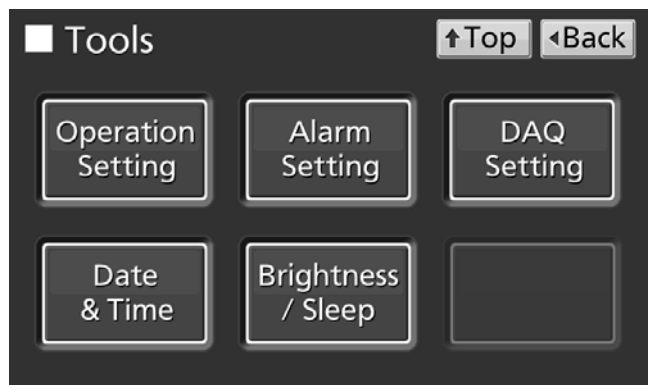 Tools
Top
Back
Operation
Setting
Alarm
Setting
DAQ
Setting
Date
& Time
Brightness
/ Sleep